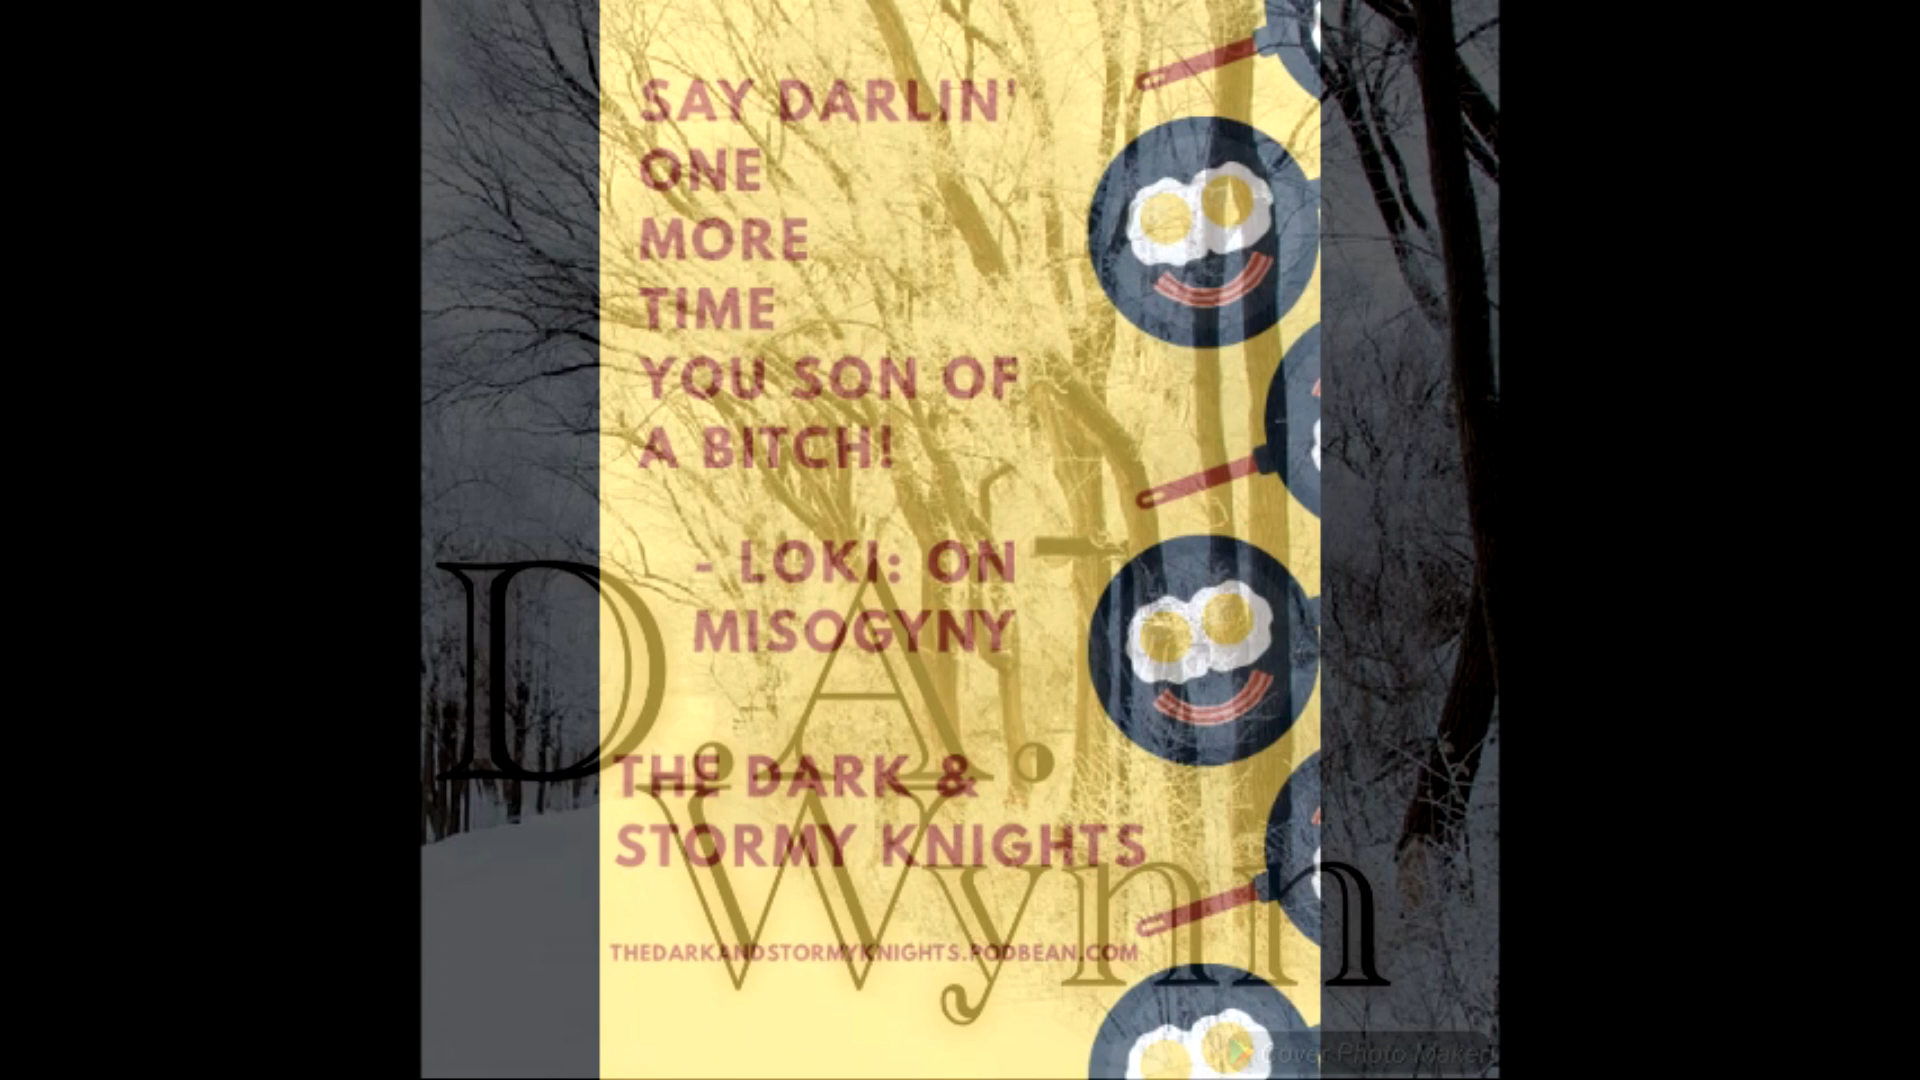 SAY DARLIN'
ONE
MORE
TIME
YOU SON OF
A BITCH!
- LOKI: ON
MISOGYNY
D.A.
THE DARK &
STORMY KNIGHTS
Wynn
THEDARKANDSTORMYKNIGHTS.PODBEAN.COM
Cover Photo Maker